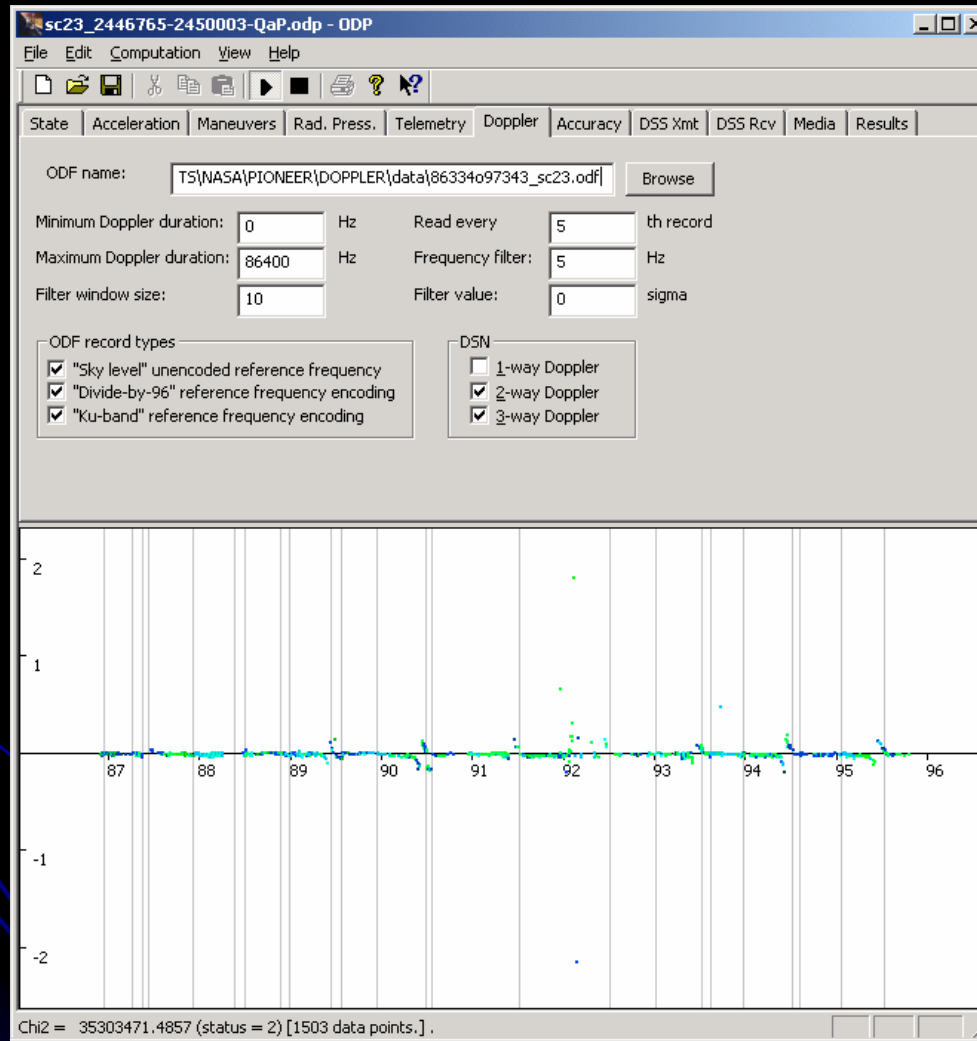 sc23_2446765-2450003-QaP.odp - ODP
File Edit Computation View Help
State Acceleration Maneuvers Rad. Press. Telemetry Doppler Accuracy DSS Xmt DSS Rcv Media Results
ODF name: TS\NASA\PIONEER\DOPPLER\data\86334o97343_sc23.odf Browse
Minimum Doppler duration: 0 Hz Read every 5 th record
Maximum Doppler duration: 86400 Hz Frequency filter: 5 Hz
Filter window size: 10 Filter value: 0 sigma
ODF record types DSN
"Sky level" unencoded reference frequency 1-way Doppler
"Divide-by-96" reference frequency encoding 2-way Doppler
"Ku-band" reference frequency encoding 3-way Doppler
2
1
87 88 89 90 91 92 93 94 95 96
-1
-2
Chi2 = 35303471.4857 (status = 2) [1503 data points.] .